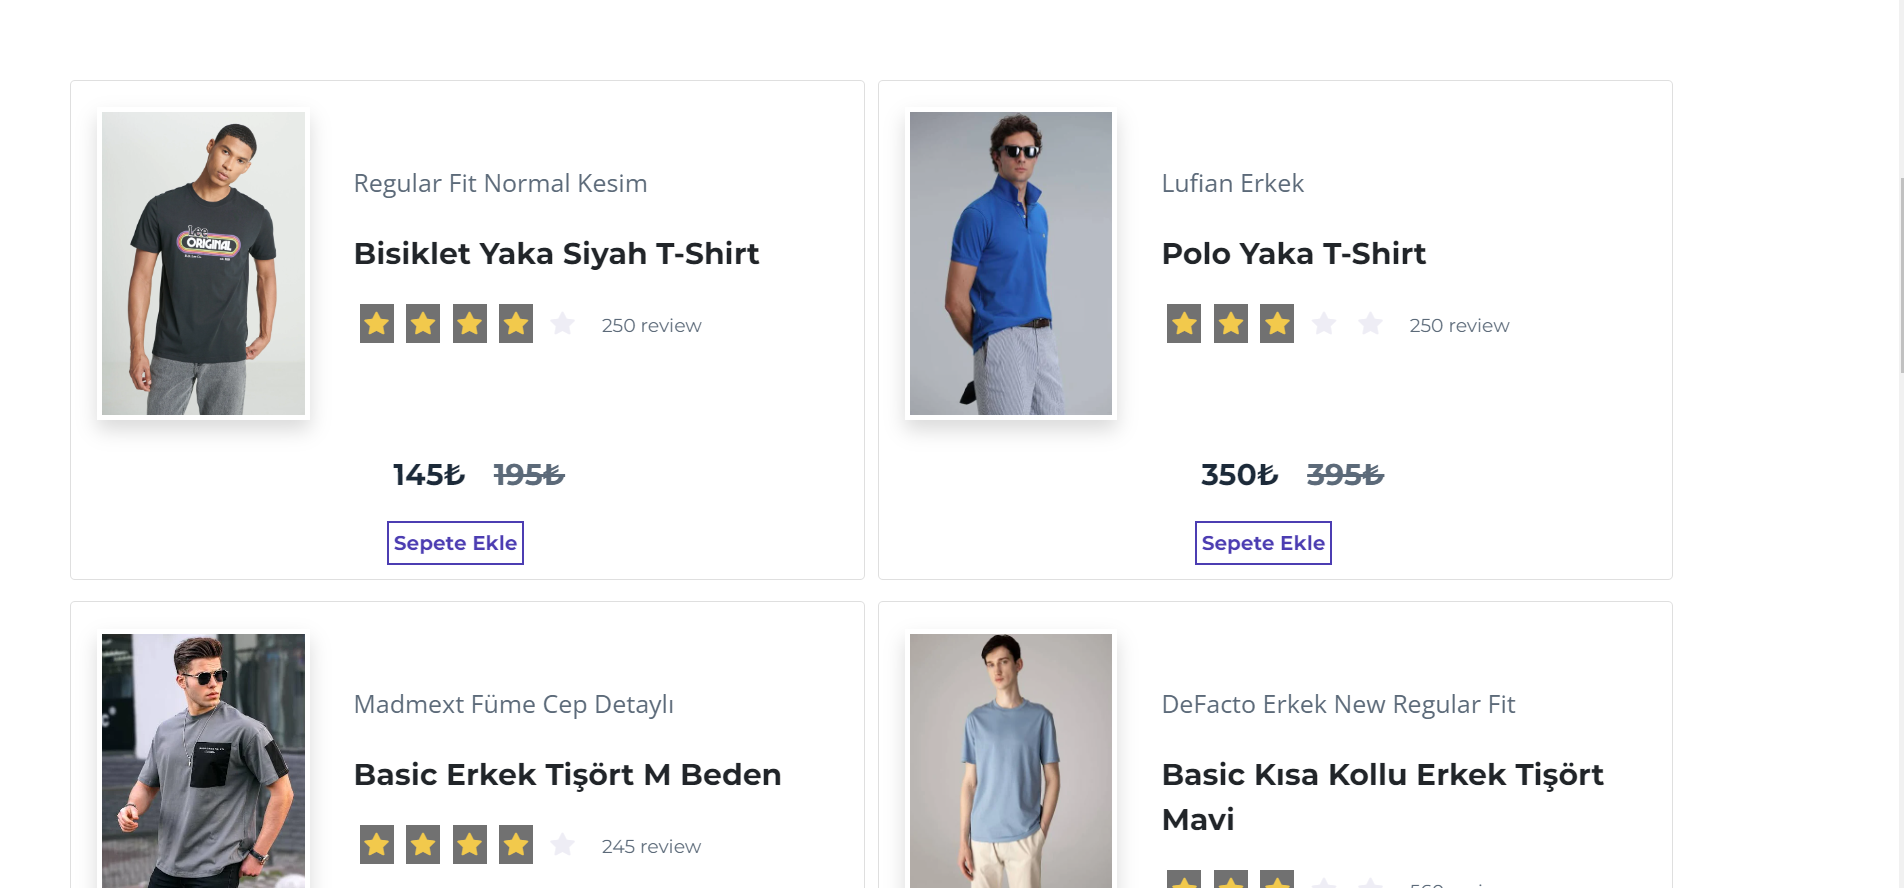 Lee
ORIGINAL
Regular Fit Normal Kesim
Bisiklet Yaka Siyah T-Shirt
250 review
145₺ 195₺
Sepete Ekle
Lufian Erkek
Polo Yaka T-Shirt
250 review
350₺ 395₺
Sepete Ekle
Madmext Füme Cep Detaylı
Basic Erkek Tişört M Beden
245 review
DeFacto Erkek New Regular Fit
Basic Kısa Kollu Erkek Tişört
Mavi